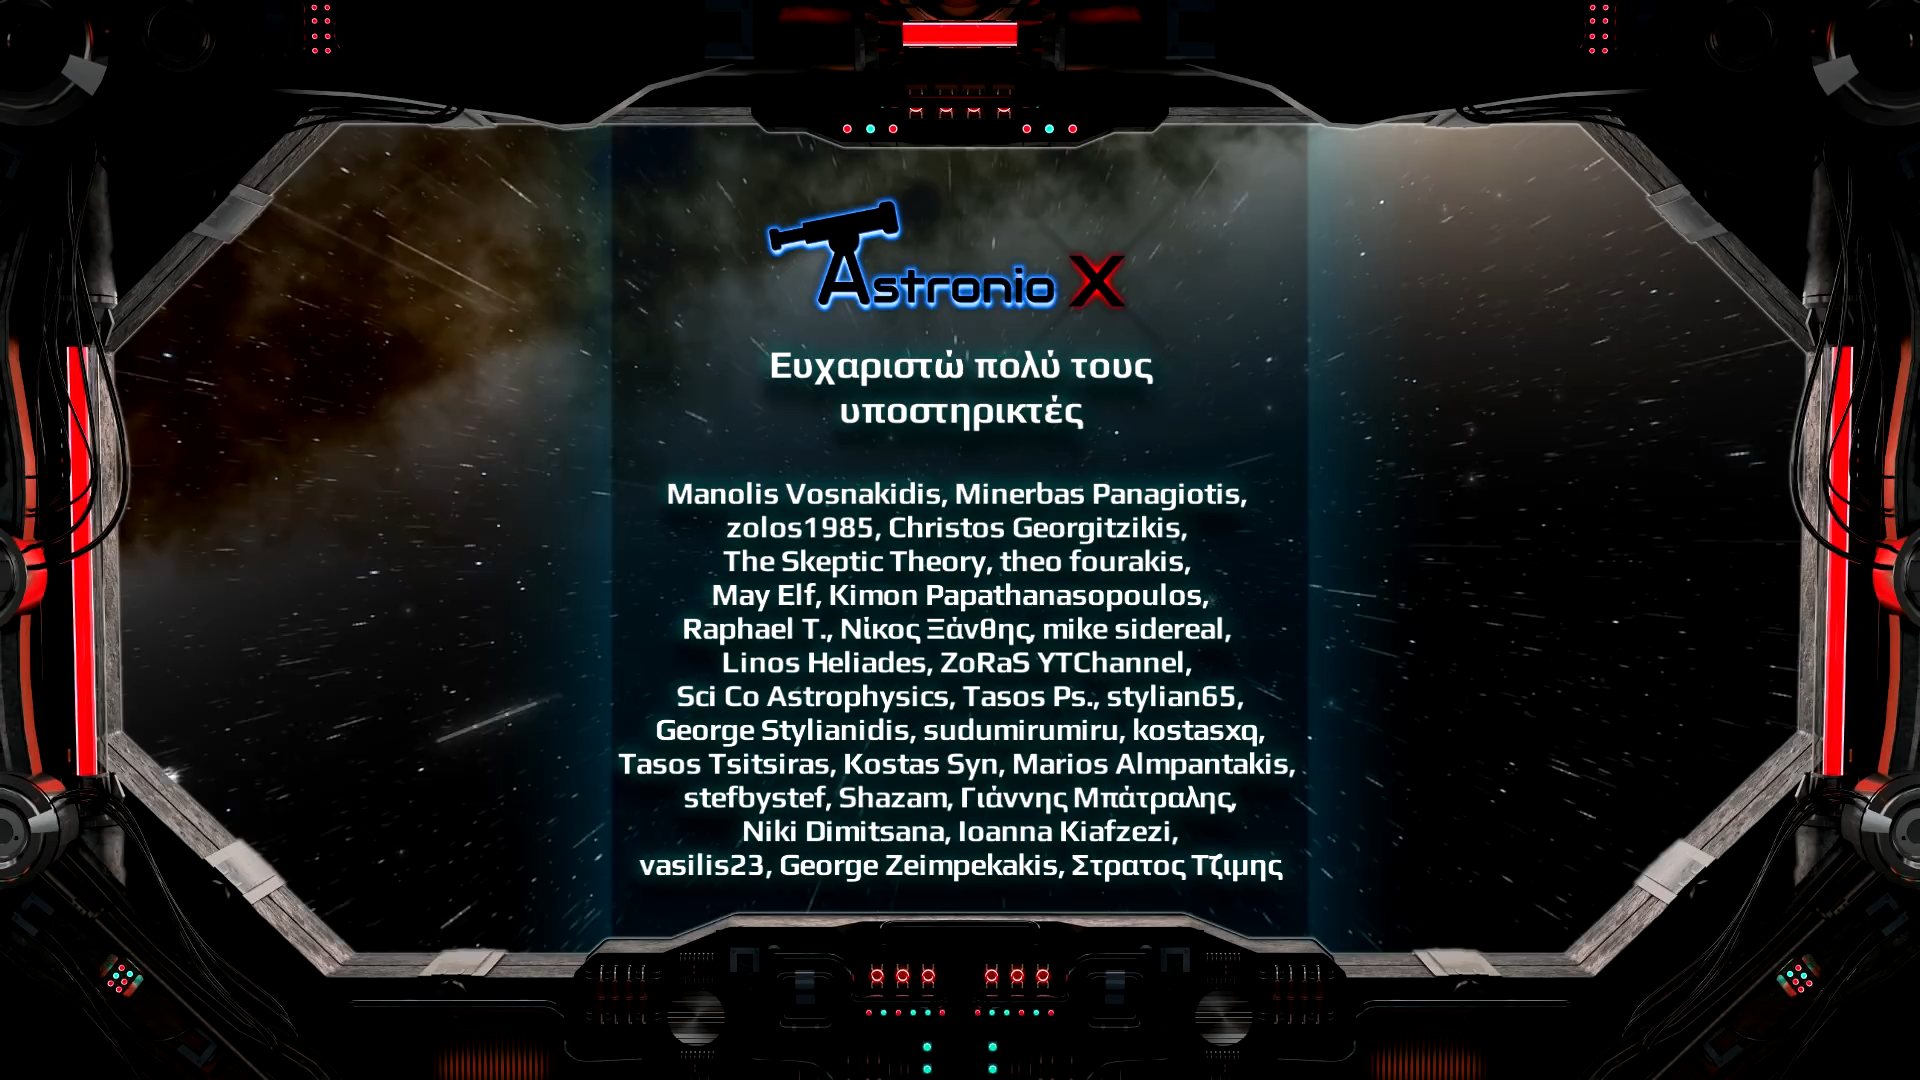 Astronio X
Ευχαριστώ πολύ τους
υποστηρικτές
Manolis Vosnakidis, Minerbas Panagiotis,
zolos1985, Christos Georgitzikis,
The Skeptic Theory, theo fourakis,
May Elf, Kimon Papathanasopoulos,
Raphael T., Νίκος Ξάνθης, mike sidereal,
Linos Heliades, ZoRaS YTChannel,
Sci Co Astrophysics, Tasos Ps., stylian65,
George Stylianidis, sudumirumiru, kostasxq,
Tasos Tsitsiras, Kostas Syn, Marios Almpantakis,
stefbystef, Shazam, Γιάννης Μπάτραλης,
Niki Dimitsana, Ioanna Kiafzezi,
vasilis23, George Zeimpekakis, Στρατος Τζιμης